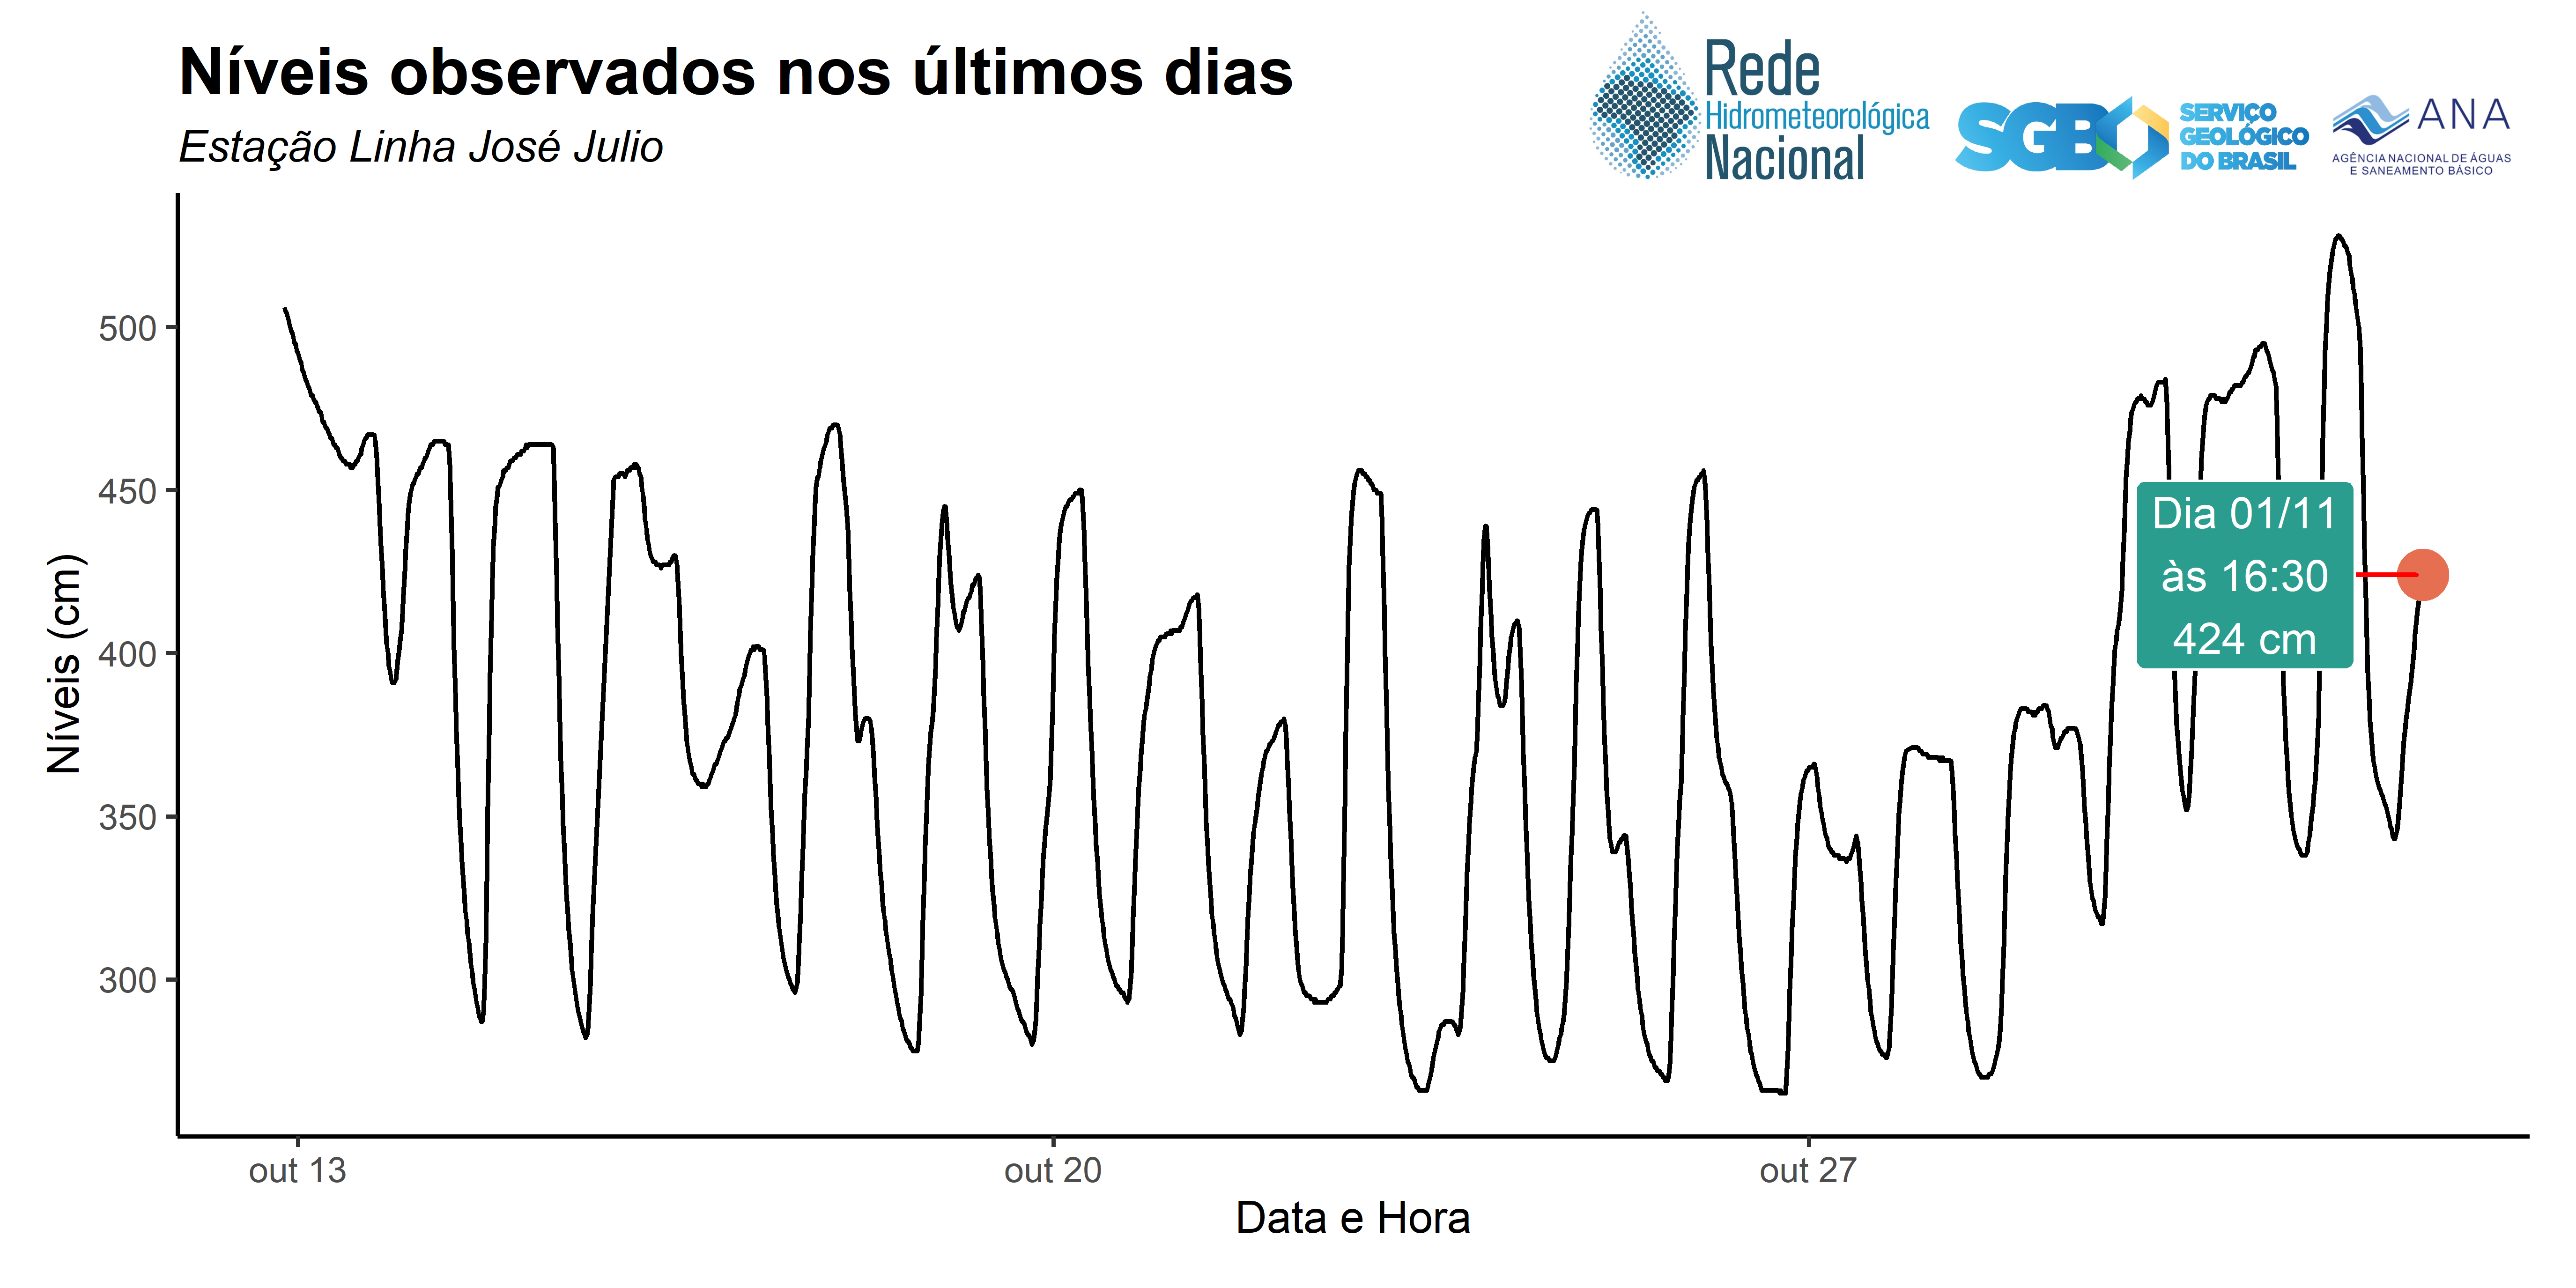 Níveis observados nos últimos dias
Estação Linha José Julio
Rede
Hidrometeorológica
Nacional
SGB
SERVIÇO
GEOLÓGICO
DO BRASIL
ANA
AGÊNCIA NACIONAL DE ÁGUAS
E SANEAMENTO BÁSICO
Níveis (cm)
500
450
400
350
300
Dia 01/11
às 16:30
424 cm
out 13
out 20
out 27
Data e Hora